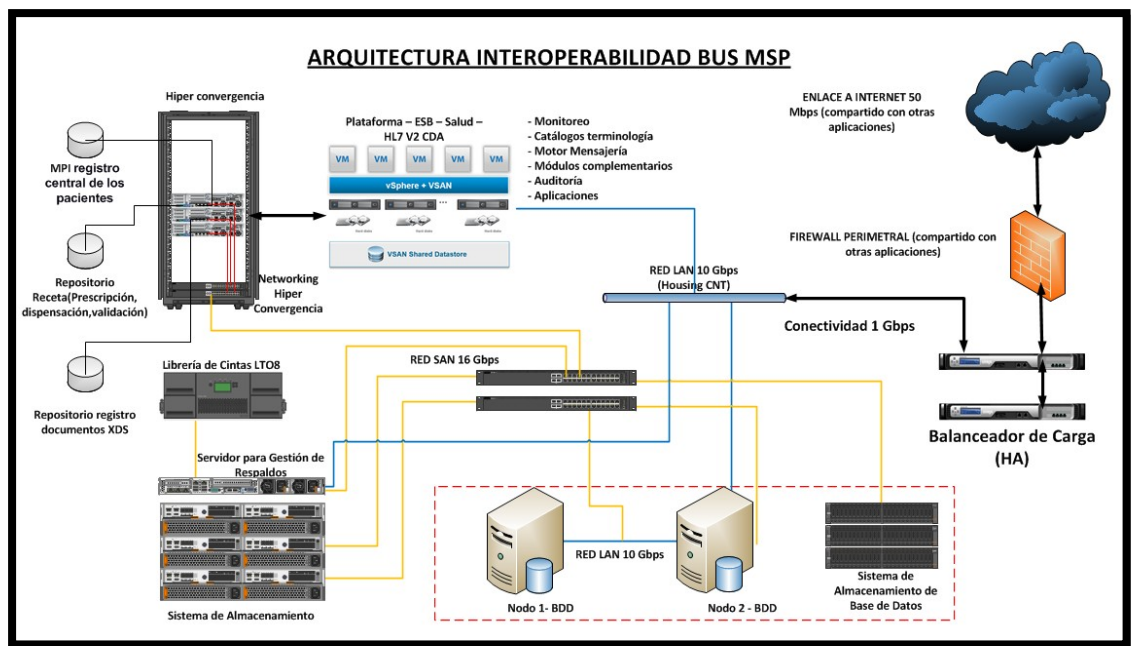 ARQUITECTURA INTEROPERABILIDAD BUS MSP
Hiper convergencia
MPI registro
central de los
pacientes
Repositorio
Receta(Prescripción,
dispensación,validación)
Repositorio registro
documentos XDS
Networking
Hiper
Convergencia
Plataforma – ESB – Salud –
HL7 V2 CDA
VM
VM
VM
VM
VM
vSphere + VSAN
...
VSAN Shared Datastore
- Monitoreo
- Catálogos terminología
- Motor Mensajería
- Módulos complementarios
- Auditoría
- Aplicaciones
ENLACE A INTERNET 50
Mbps (compartido con otras
aplicaciones)
FIREWALL PERIMETRAL (compartido con
otras aplicaciones)
RED LAN 10 Gbps
(Housing CNT)
Conectividad 1 Gbps
Balanceador de Carga
(HA)
Librería de Cintas LTO8
RED SAN 16 Gbps
Servidor para Gestión de
Respaldos
Sistema de Almacenamiento
RED LAN 10 Gbps
Nodo 1- BDD
Nodo 2 - BDD
Sistema de
Almacenamiento de
Base de Datos